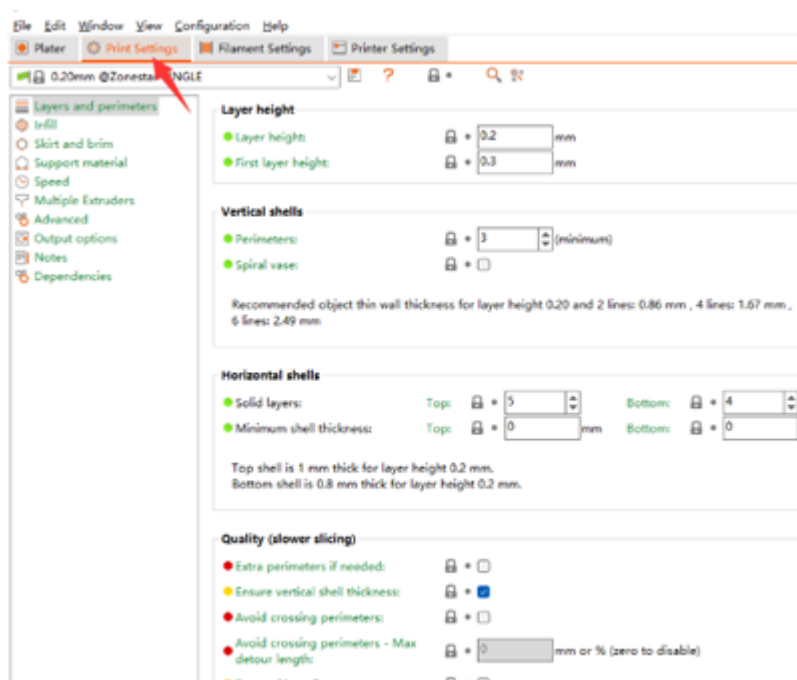 File Edit Window View Configuration Help
Plater Print Settings Filament Settings Printer Settings
0.20mm @Zonestar
Layers and perimeters
Infill
Skirt and brim
Support material
Speed
Multiple Extruders
Advanced
Output options
Notes
Dependencies
Layer height
Layer height: 0.2 mm
First layer height: 0.3 mm
Vertical shells
Perimeters: 3 (minimum)
Spiral vase:
Recommended object thin wall thickness for layer height 0.20 and 2 lines: 0.86 mm , 4 lines: 1.67 mm ,
6 lines: 2.49 mm
Horizontal shells
Solid layers: Top: 5 Bottom: 4
Minimum shell thickness: Top: 0 mm Bottom: 0
Top shell is 1 mm thick for layer height 0.2 mm.
Bottom shell is 0.8 mm thick for layer height 0.2 mm.
Quality (slower slicing)
Extra perimeters if needed:
Ensure vertical shell thickness:
Avoid crossing perimeters:
Avoid crossing perimeters - Max
detour length: 0 mm or % (zero to disable)